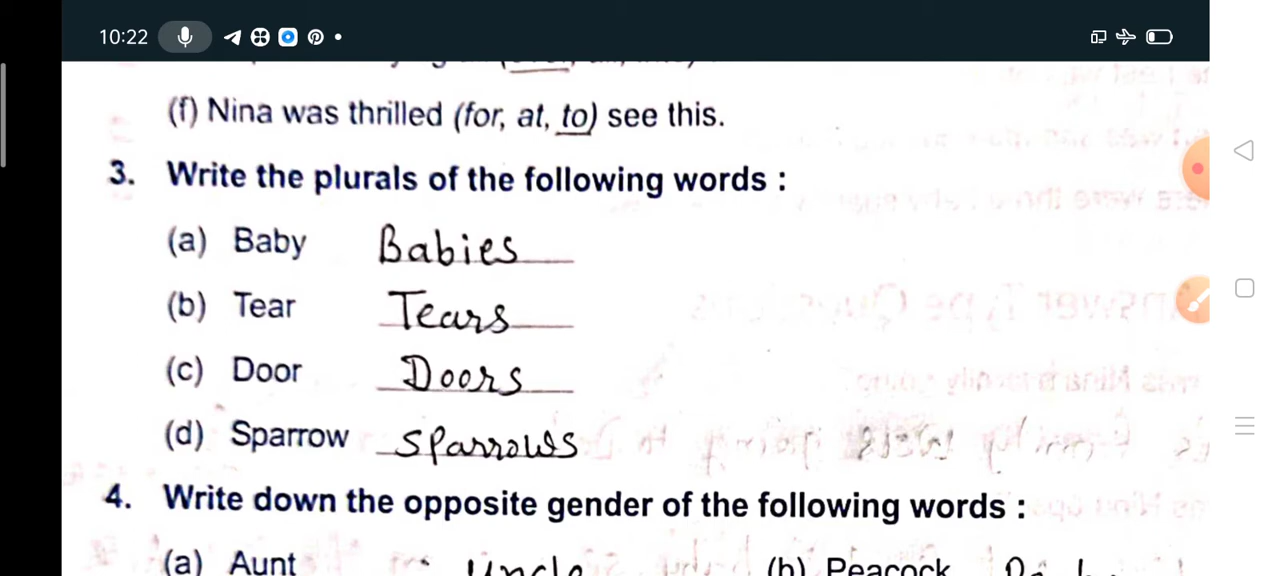 10:22
(f) Nina was thrilled (for, at, to) see this.
3. Write the plurals of the following words :
(a) Baby Babies
(b) Tear Tears
(c) Door Doors
(d) Sparrow Sparrows
4. Write down the opposite gender of the following words :
(a) Aunt Uncle (b) Peacock